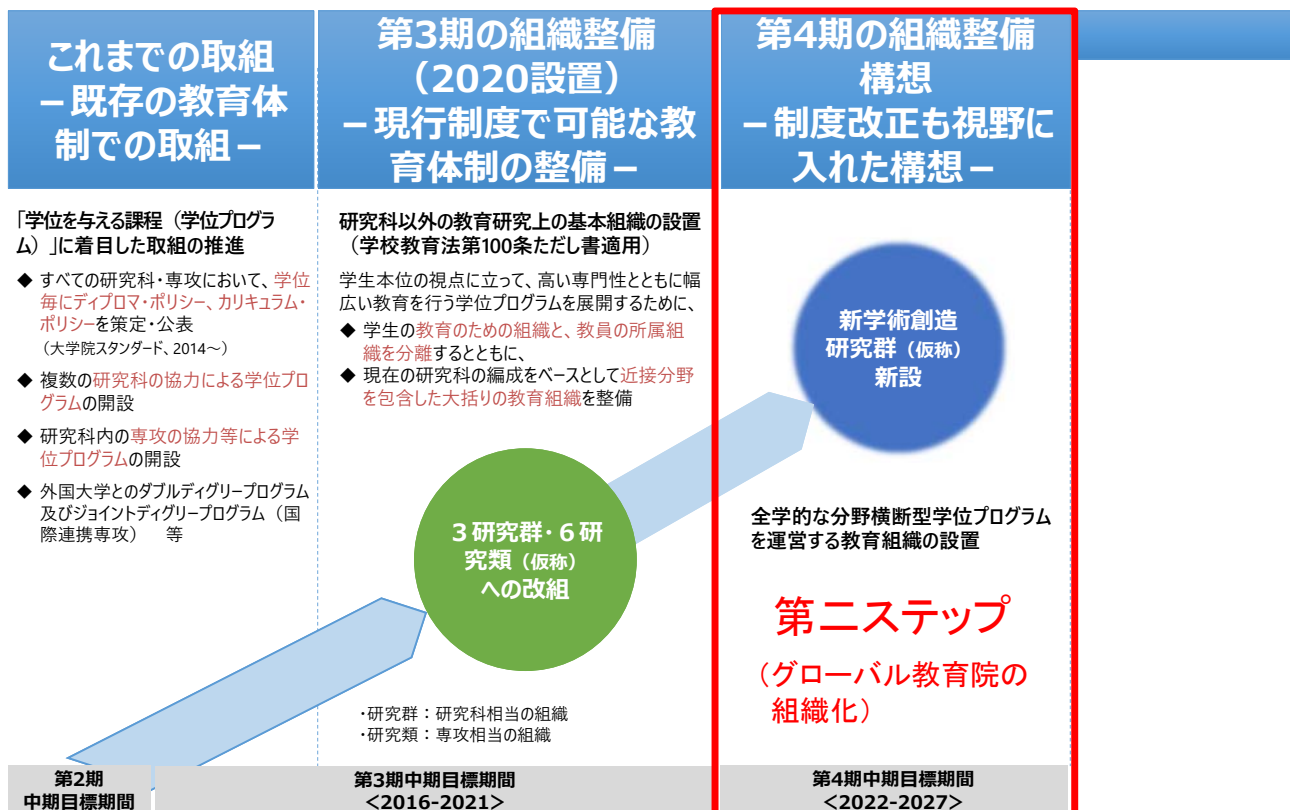 これまでの取組
－既存の教育体
制での取組－
「学位を与える課程（学位プログラ
ム）」に着目した取組の推進
◆ すべての研究科・専攻において、学位
毎にディプロマ・ポリシー、カリキュラム・
ポリシーを策定・公表
（大学院スタンダード、2014～）
◆ 複数の研究科の協力による学位プロ
グラムの開設
◆ 研究科内の専攻の協力等による学
位プログラムの開設
◆ 外国大学とのダブルディグリープログラム
及びジョイントディグリープログラム（国
際連携専攻） 等
第3期の組織整備
（2020設置）
－現行制度で可能な教
育体制の整備－
研究科以外の教育研究上の基本組織の設置
（学校教育法第100条ただし書適用）
学生本位の視点に立って、高い専門性とともに幅
広い教育を行う学位プログラムを展開するために、
◆ 学生の教育のための組織と、教員の所属組
織を分離するとともに、
◆ 現在の研究科の編成をベースとして近接分野
を包含した大括りの教育組織を整備
３研究群・６研
究類（仮称）
への改組
・研究群：研究科相当の組織
・研究類：専攻相当の組織
第4期の組織整備
構想
－制度改正も視野に
入れた構想－
新学術創造
研究群（仮称）
新設
全学的な分野横断型学位プログラム
を運営する教育組織の設置
第二ステップ
（グローバル教育院の
組織化）
第2期
中期目標期間
第3期中期目標期間
<2016-2021>
第4期中期目標期間
<2022-2027>